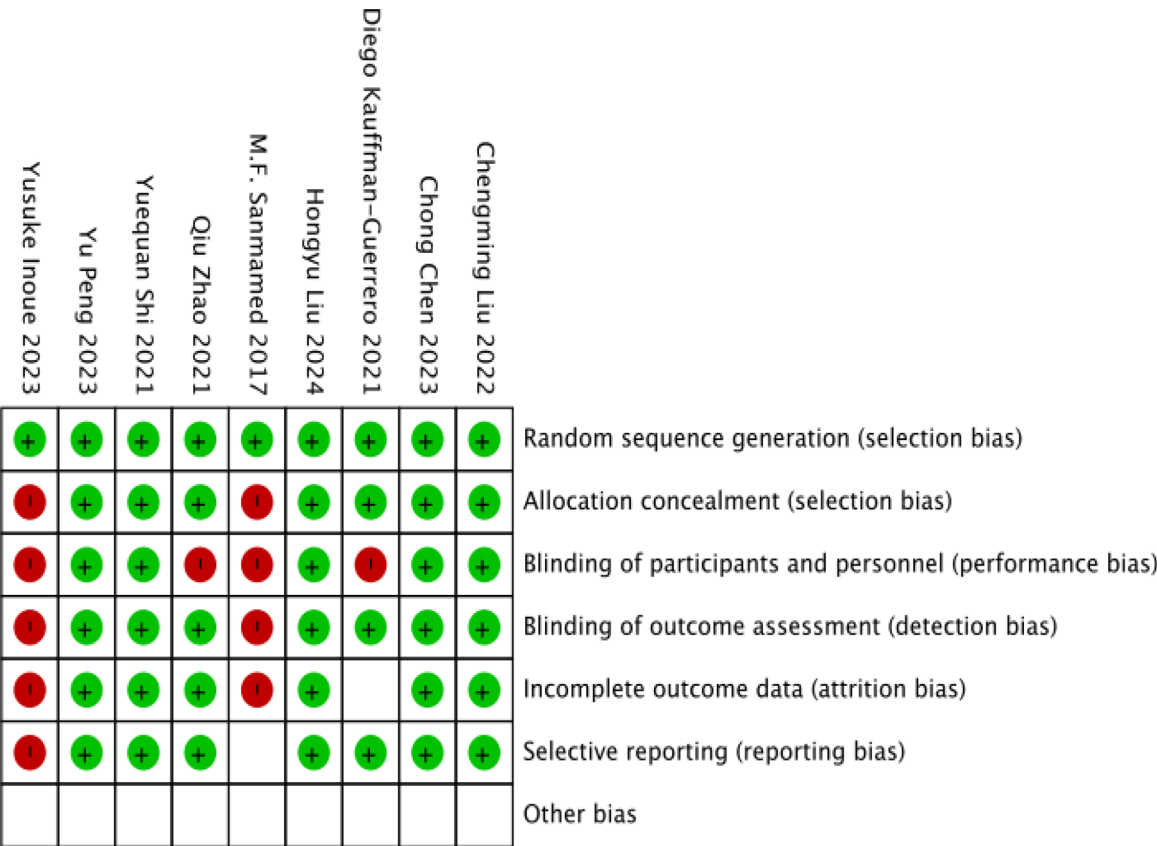 Yusuke Inoue 2023
Yu Peng 2023
Yuequan Shi 2021
Qiu Zhao 2021
M.F. Sanmamed 2017
Hongyu Liu 2024
Diego Kauffman-Guerrero 2021
Chong Chen 2023
Chengming Liu 2022
+ + + + + + + + + Random sequence generation (selection bias)
- + + + - + + + + Allocation concealment (selection bias)
- + + - - + - + + Blinding of participants and personnel (performance bias)
- + + + - + + + + Blinding of outcome assessment (detection bias)
- + + + - + + + Incomplete outcome data (attrition bias)
- + + + + + + + Selective reporting (reporting bias)
Other bias